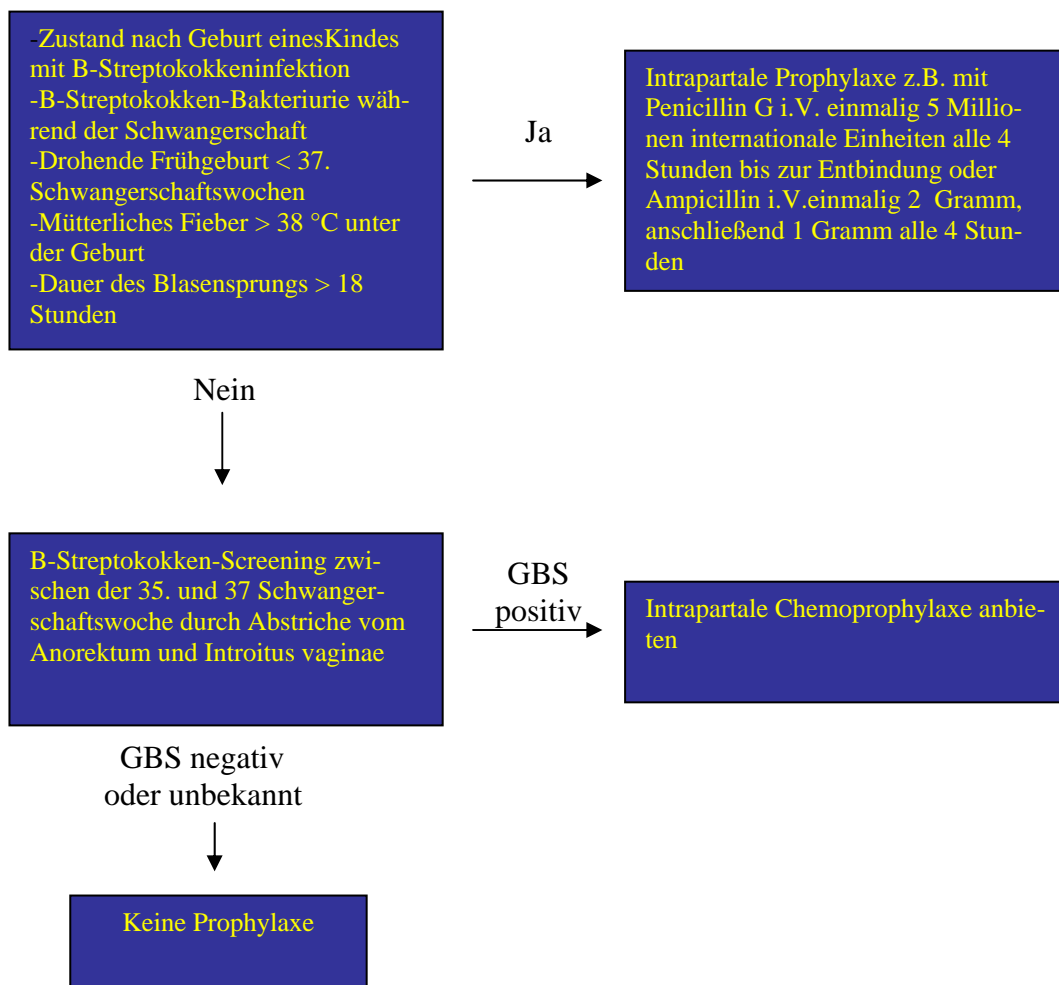 -Zustand nach Geburt einesKindes
mit B-Streptokokkeninfektion
-B-Streptokokken-Bakteriurie wäh-
rend der Schwangerschaft
-Drohende Frühgeburt < 37.
Schwangerschaftswochen
-Mütterliches Fieber > 38 °C unter
der Geburt
-Dauer des Blasensprungs > 18
Stunden
Ja
Intrapartale Prophylaxe z.B. mit
Penicillin G i.V. einmalig 5 Millio-
nen internationale Einheiten alle 4
Stunden bis zur Entbindung oder
Ampicillin i.V.einmalig 2 Gramm,
anschließend 1 Gramm alle 4 Stun-
den
Nein
B-Streptokokken-Screening zwi-
schen der 35. und 37 Schwanger-
schaftswoche durch Abstriche vom
Anorektum und Introitus vaginae
GBS
positiv
Intrapartale Chemoprophylaxe anbie-
ten
GBS negativ
oder unbekannt
Keine Prophylaxe